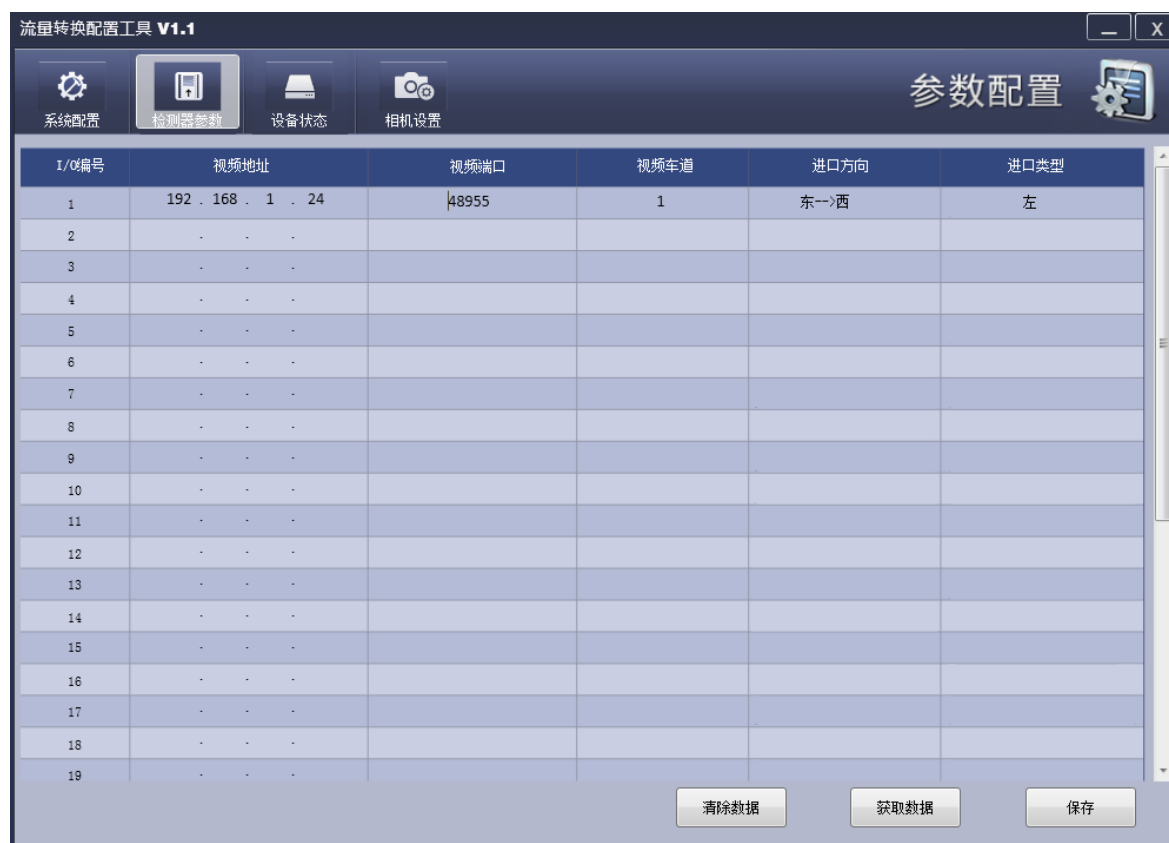 流量转换配置工具 V1.1
系统配置 检测器参数 设备状态 相机设置 参数配置
I/O编号 视频地址 视频端口 视频车道 进口方向 进口类型
1 192 . 168 . 1 . 24 48955 1 东-->西 左
2 . . .
3 . . .
4 . . .
5 . . .
6 . . .
7 . . .
8 . . .
9 . . .
10 . . .
11 . . .
12 . . .
13 . . .
14 . . .
15 . . .
16 . . .
17 . . .
18 . . .
19 . . .
清除数据 获取数据 保存